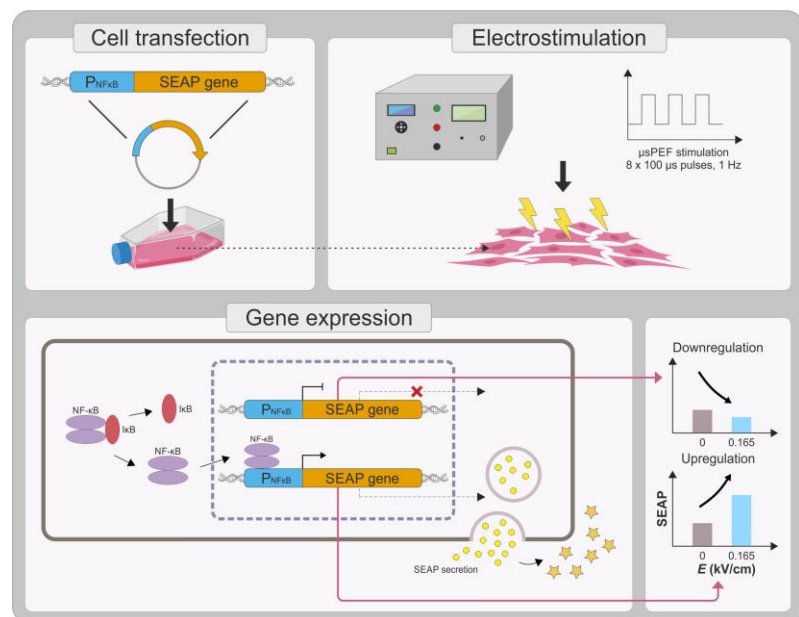 Cell transfection
PNFκB SEAP gene
Electrostimulation
µsPEF stimulation
8 x 100 µs pulses, 1 Hz
Gene expression
NF-κB
IκB
IκB
NF-κB
PNFκB SEAP gene
NF-κB
PNFκB SEAP gene
SEAP secretion
Downregulation
0 0.165
Upregulation
SEAP
0 0.165
E (kV/cm)